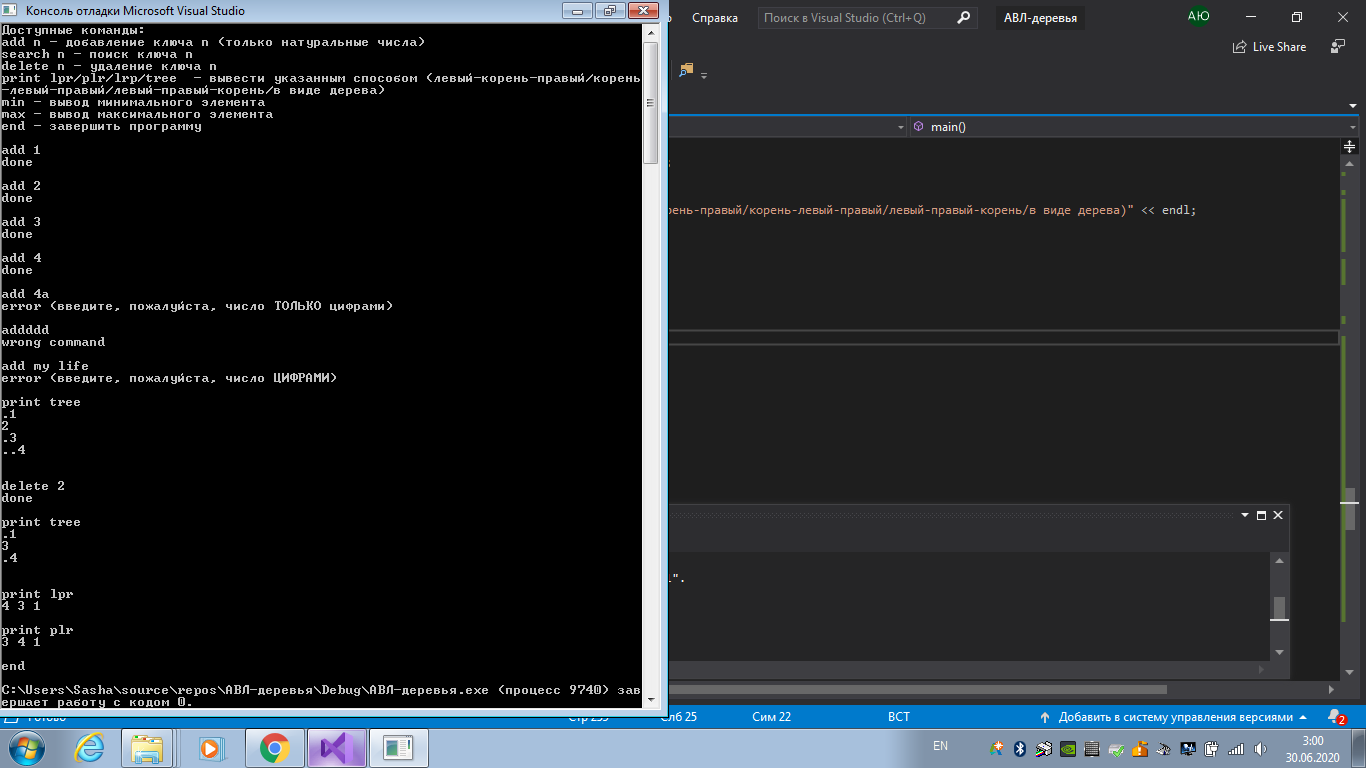 Консоль отладки Microsoft Visual Studio
Справка
Поиск в Visual Studio (Ctrl+Q)
АВЛ-деревья
АЮ
Live Share
main()
Доступные команды:
add n - добавление ключа n (только натуральные числа)
search n - поиск ключа n
delete n - удаление ключа n
print lpr/plr/lrp/tree - вывести указанным способом (левый-корень-правый/корень
-левый-правый/левый-правый-корень/в виде дерева)
min - вывод минимального элемента
max - вывод максимального элемента
end - завершить программу
add 1
done
add 2
done
add 3
done
add 4
done
add 4a
error (введите, пожалуйста, число ТОЛЬКО цифрами)
addddd
wrong command
add my life
error (введите, пожалуйста, число ЦИФРАМИ)
print tree
.1
2
.3
..4
delete 2
done
print tree
.1
3
.4
print lpr
4 3 1
print plr
3 4 1
end
C:\Users\Sasha\source\repos\АВЛ-деревья\Debug\АВЛ-деревья.exe (процесс 9740) зав
ершает работу с кодом 0.
рень-правый/корень-левый-правый/левый-правый-корень/в виде дерева)" << endl;
".
Слб 25
Сим 22
ВСТ
Добавить в систему управления версиями
2
EN
3:00
30.06.2020